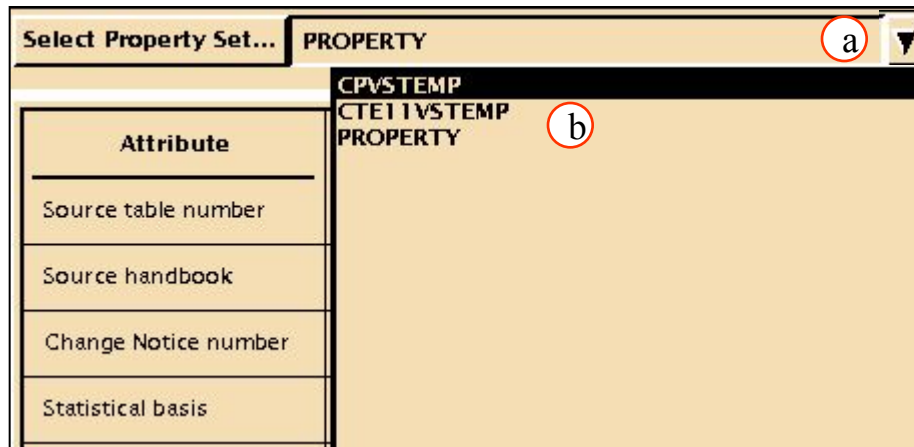 Select Property Set... PROPERTY a
CPVSTEMP
CTE11VSTEMP
PROPERTY
b
Attribute
Source table number
Source handbook
Change Notice number
Statistical basis